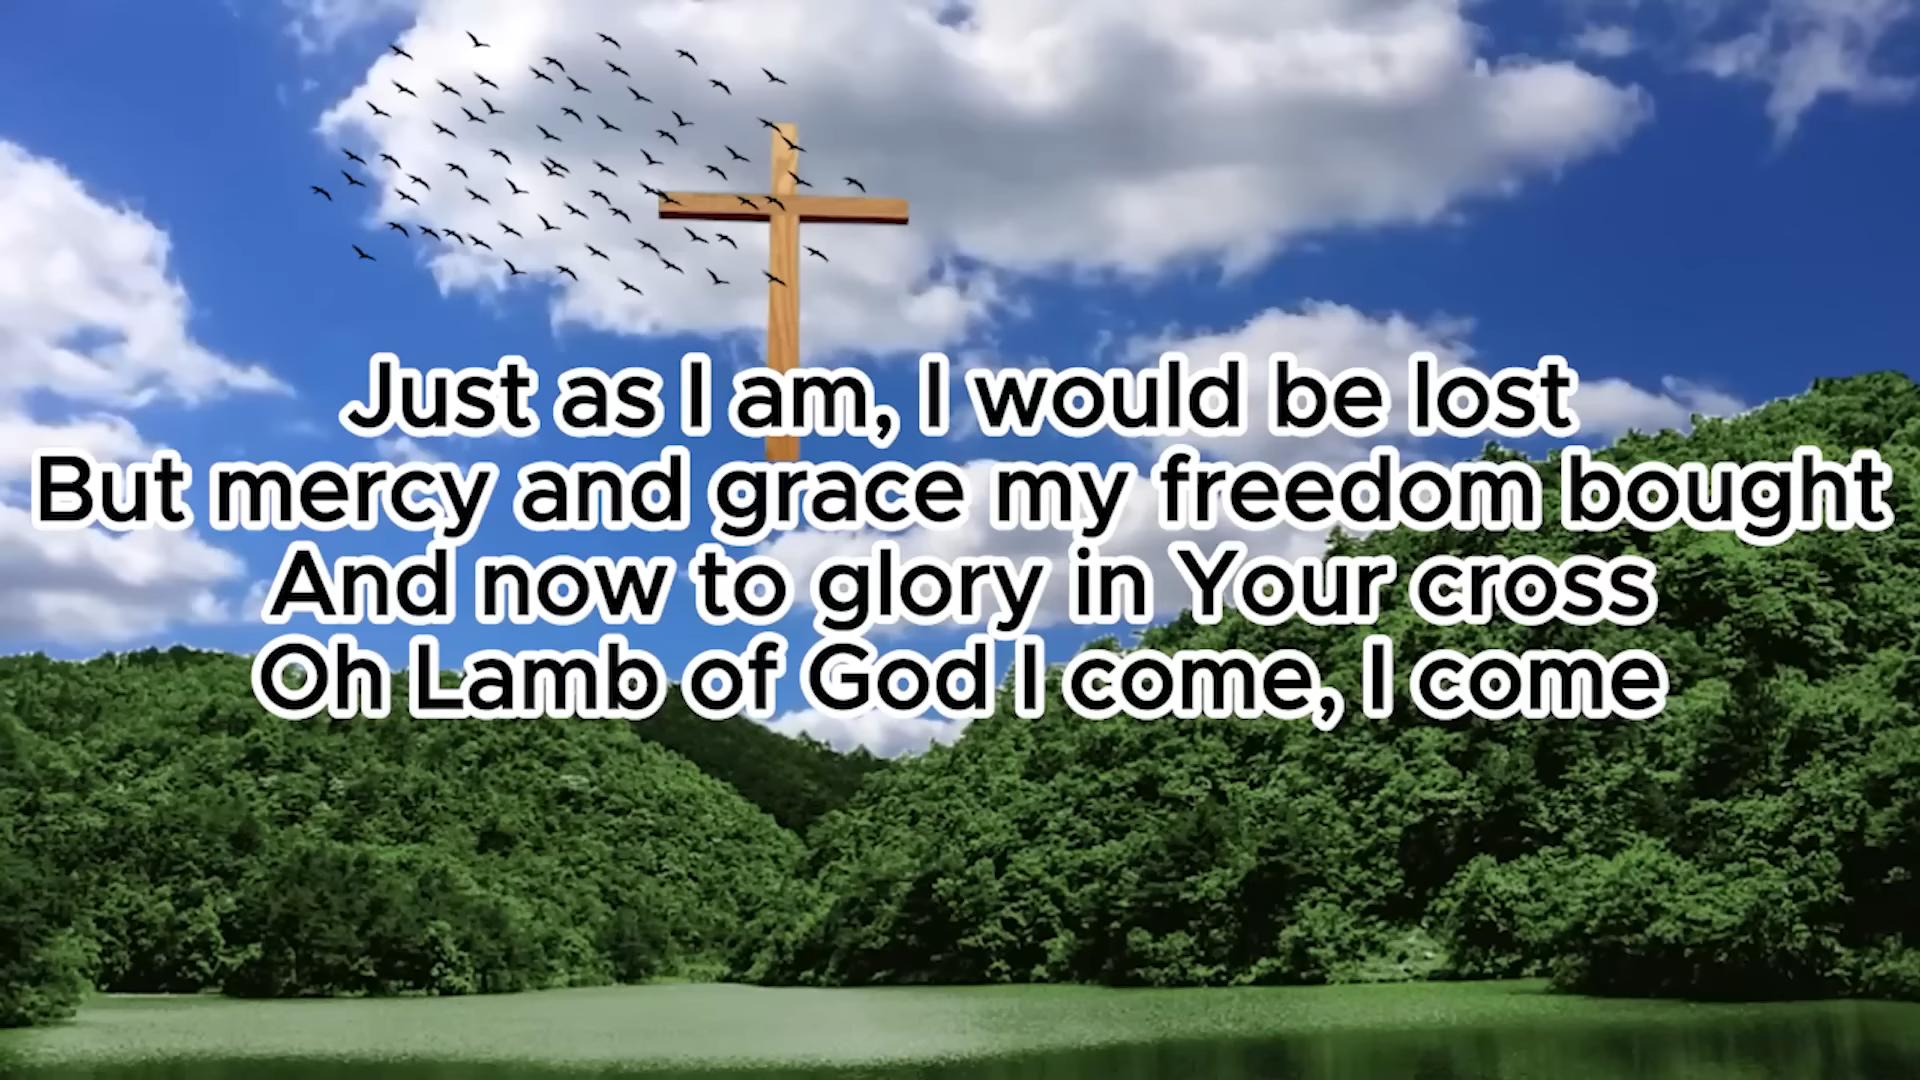 Just as I am, I would be lost
But mercy and grace my freedom bought
And now to glory in Your cross
Oh Lamb of God I come, I come